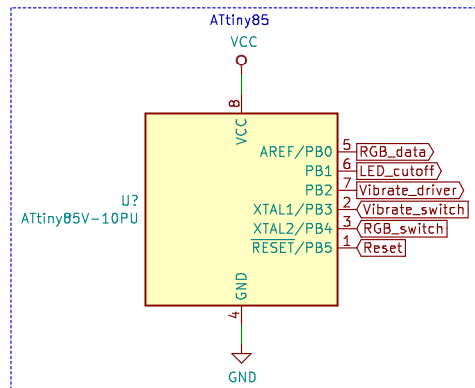 ATtiny85
VCC
8
VCC
AREF/PB0 5 RGB_data
PB1 6 LED_cutoff
PB2 7 Vibrate_driver
U? XTAL1/PB3 2 Vibrate_switch
ATtiny85V-10PU XTAL2/PB4 3 RGB_switch
RESET/PB5 1 Reset
GND
4
GND